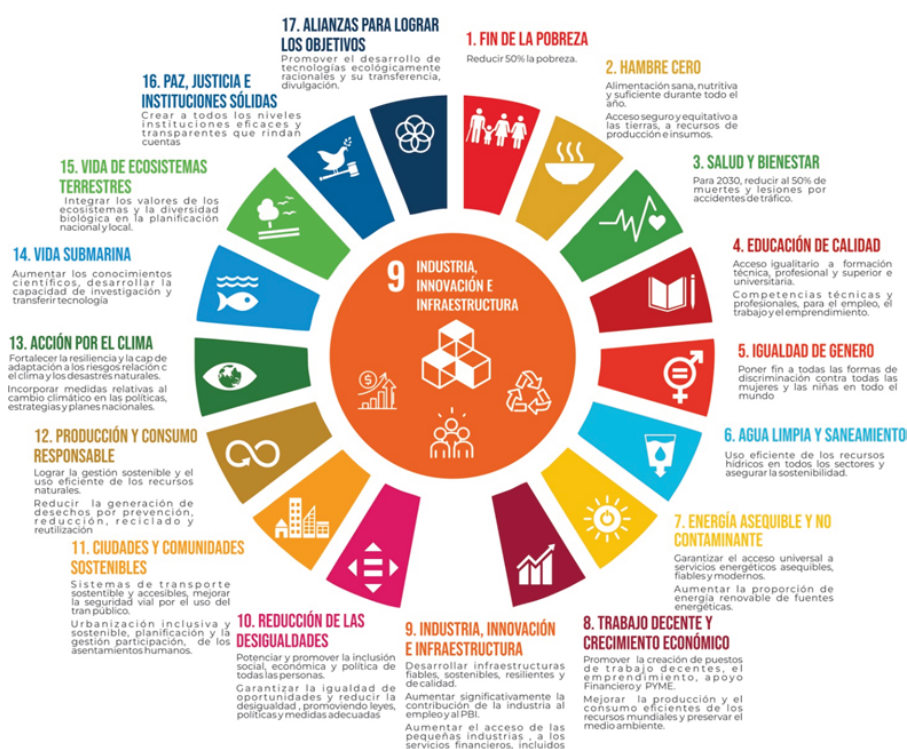 17. ALIANZAS PARA LOGRAR
LOS OBJETIVOS
Promover el desarrollo de
tecnologías ecológicamente
racionales y su transferencia,
divulgación.
1. FIN DE LA POBREZA
Reducir 50% la pobreza.
2. HAMBRE CERO
Alimentación sana, nutritiva
y suficiente durante todo el
año.
Acceso seguro y equitativo a
las tierras, a recursos de
producción e insumos.
3. SALUD Y BIENESTAR
Para 2030, reducir al 50% de
muertes y lesiones por
accidentes de tráfico.
4. EDUCACIÓN DE CALIDAD
Acceso igualitario a formación
técnica, profesional y superior e
universitaria.
Competencias técnicas y
profesionales, para el empleo, el
trabajo y el emprendimiento.
5. IGUALDAD DE GENERO
Poner fin a todas las formas de
discriminación contra todas las
mujeres y las niñas en todo el
mundo
6. AGUA LIMPIA Y SANEAMIENTO
Uso eficiente de los recursos
hídricos en todos los sectores y
asegurar la sostenibilidad.
7. ENERGÍA ASEQUIBLE Y NO
CONTAMINANTE
Garantizar el acceso universal a
servicios energéticos asequibles,
fiables y modernos.
Aumentar la proporción de
energía renovable de fuentes
energéticas.
8. TRABAJO DECENTE Y
CRECIMIENTO ECONÓMICO
Promover la creación de puestos
de trabajo decentes, el
emprendimiento, apoyo
Financiero y PYME.
Mejorar la producción y el
consumo eficientes de los
recursos mundiales y preservar el
medio ambiente.
9. INDUSTRIA, INNOVACIÓN
E INFRAESTRUCTURA
Desarrollar infraestructuras
fiables, sostenibles, resilientes y
de calidad.
Aumentar significativamente la
contribución de la industria al
empleo y al PBI.
Aumentar el acceso de las
pequeñas industrias , a los
servicios financieros, incluidos
10. REDUCCIÓN DE LAS
DESIGUALDADES
Potenciar y promover la inclusión
social, económica y política de
todas las personas.
Garantizar la igualdad de
oportunidades y reducir la
desigualdad , promoviendo leyes,
políticas y medidas adecuadas
11. CIUDADES Y COMUNIDADES
SOSTENIBLES
Sistemas de transporte
sostenible y accesibles, mejorar
la seguridad vial por el uso del
tran público.
Urbanización inclusiva y
sostenible, planificación y la
gestión participación, de los
asentamientos humanos.
12. PRODUCCIÓN Y CONSUMO
RESPONSABLE
Lograr la gestión sostenible y el
uso eficiente de los recursos
naturales.
Reducir la generación de
desechos por prevención,
reducción, reciclado y
reutilización
13. ACCIÓN POR EL CLIMA
Fortalecer la resiliencia y la cap de
adaptación a los riesgos relación c
el clima y los desastres naturales.
Incorporar medidas relativas al
cambio climático en las políticas,
estrategias y planes nacionales.
14. VIDA SUBMARINA
Aumentar los conocimientos
científicos, desarrollar la
capacidad de investigación y
transferir tecnología
15. VIDA DE ECOSISTEMAS
TERRESTRES
Integrar los valores de los
ecosistemas y la diversidad
biológica en la planificación
nacional y local.
16. PAZ, JUSTICIA E
INSTITUCIONES SÓLIDAS
Crear a todos los niveles
instituciones eficaces y
transparentes que rindan
cuentas
9 INDUSTRIA,
INNOVACIÓN E
INFRAESTRUCTURA
$